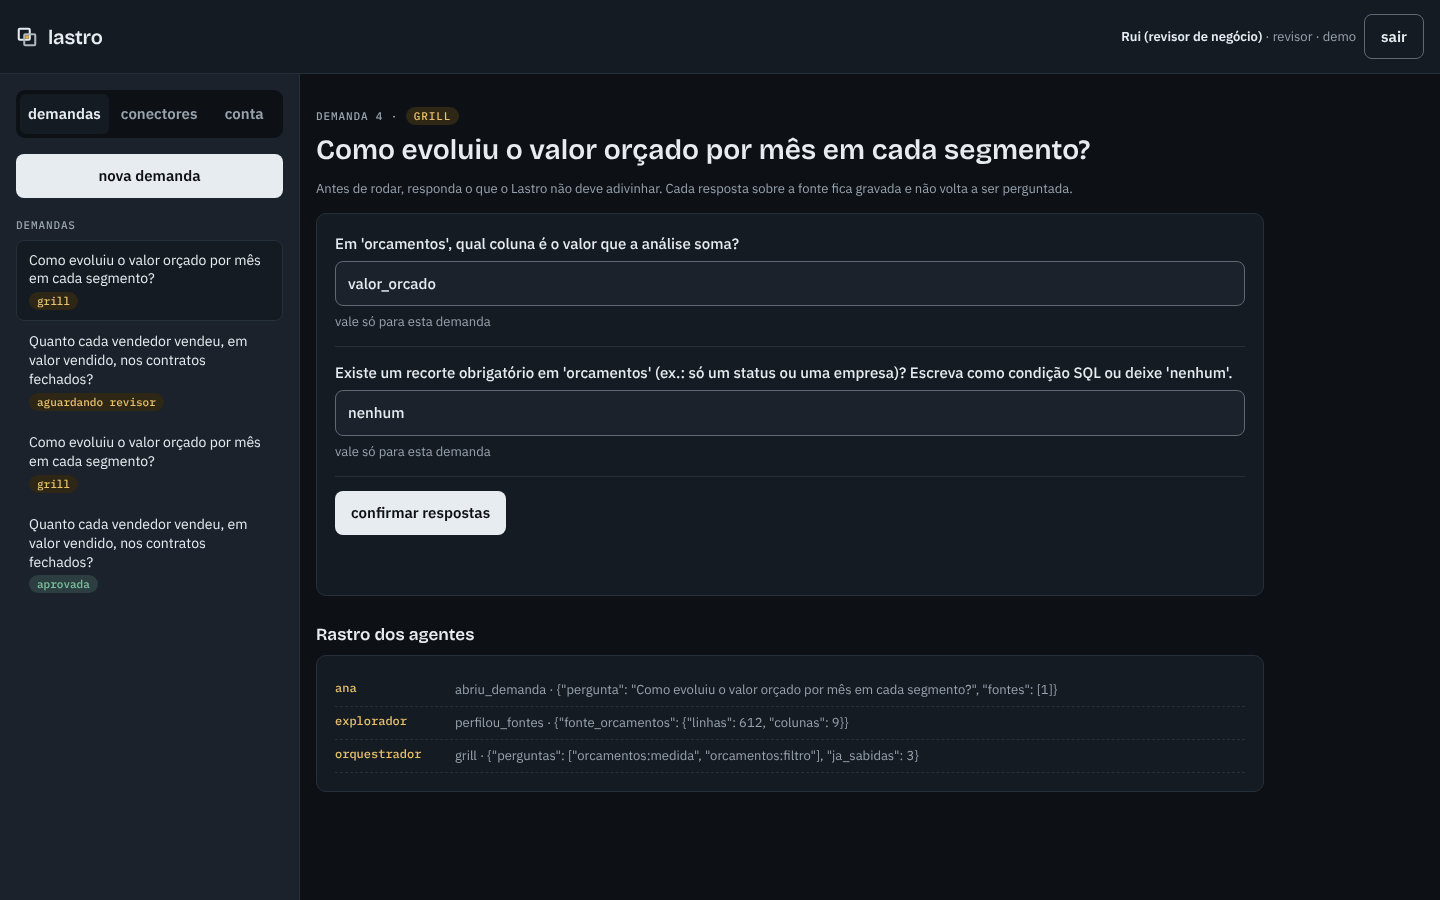 lastro
Rui (revisor de negócio) · revisor · demo
sair
demandas
conectores
conta
nova demanda
DEMANDAS
Como evoluiu o valor orçado por mês
em cada segmento?
grill
Quanto cada vendedor vendeu, em
valor vendido, nos contratos
fechados?
aguardando revisor
Como evoluiu o valor orçado por mês
em cada segmento?
grill
Quanto cada vendedor vendeu, em
valor vendido, nos contratos
fechados?
aprovada
DEMANDA 4 · GRILL
Como evoluiu o valor orçado por mês em cada segmento?
Antes de rodar, responda o que o Lastro não deve adivinhar. Cada resposta sobre a fonte fica gravada e não volta a ser perguntada.
Em 'orcamentos', qual coluna é o valor que a análise soma?
valor_orcado
vale só para esta demanda
Existe um recorte obrigatório em 'orcamentos' (ex.: só um status ou uma empresa)? Escreva como condição SQL ou deixe 'nenhum'.
nenhum
vale só para esta demanda
confirmar respostas
Rastro dos agentes
ana abriu_demanda · {"pergunta": "Como evoluiu o valor orçado por mês em cada segmento?", "fontes": [1]}
explorador perfilou_fontes · {"fonte_orcamentos": {"linhas": 612, "colunas": 9}}
orquestrador grill · {"perguntas": ["orcamentos:medida", "orcamentos:filtro"], "ja_sabidas": 3}